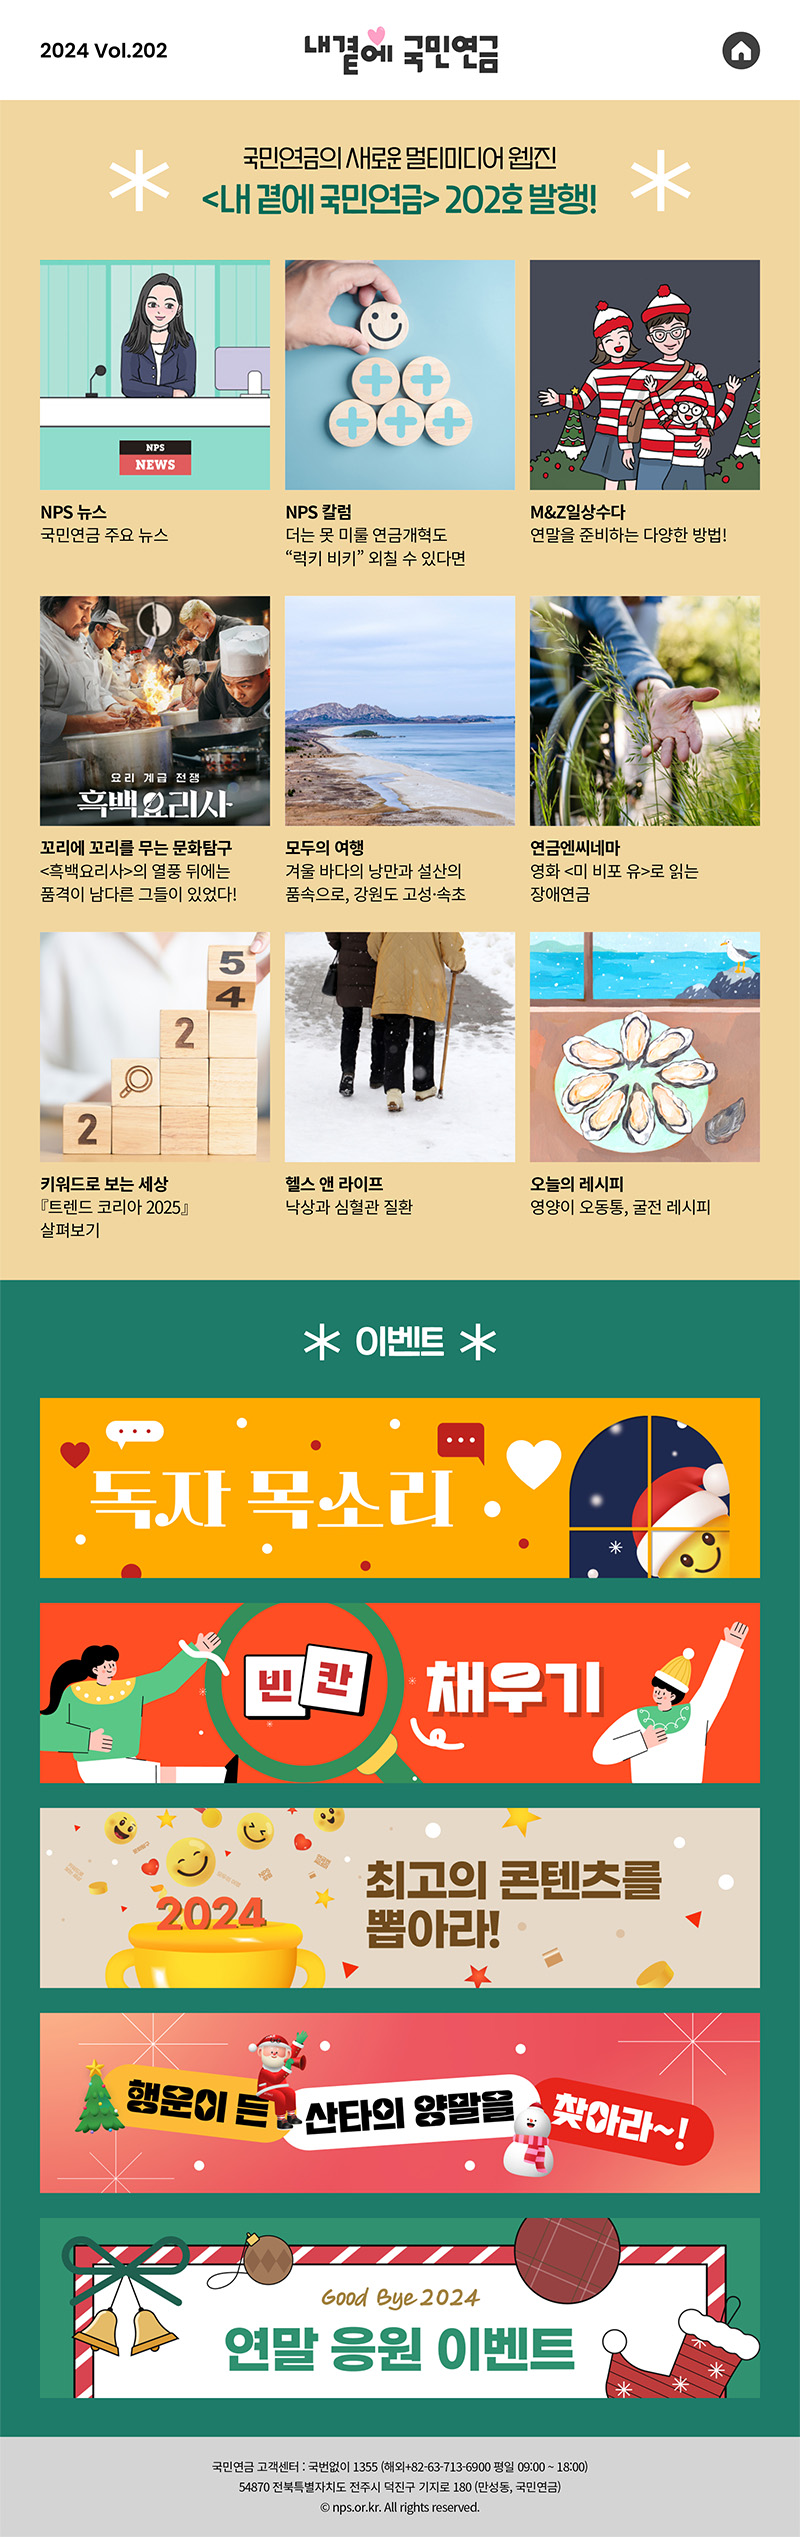 2024 Vol.202
내곁에 국민연금
국민연금의 새로운 멀티미디어 웹진
<내 곁에 국민연금> 202호 발행!
NPS
NEWS
NPS 뉴스
국민연금 주요 뉴스
NPS 칼럼
더는 못 미룰 연금개혁도
“럭키 비키” 외칠 수 있다면
M&Z일상수다
연말을 준비하는 다양한 방법!
요리 계급 전쟁
흑백요리사
꼬리에 꼬리를 무는 문화탐구
<흑백요리사>의 열풍 뒤에는
품격이 남다른 그들이 있었다!
모두의 여행
겨울 바다의 낭만과 설산의
품속으로, 강원도 고성·속초
연금엔씨네마
영화 <미 비포 유>로 읽는
장애연금
5
4
2
2
키워드로 보는 세상
『트렌드 코리아 2025』
살펴보기
헬스 앤 라이프
낙상과 심혈관 질환
오늘의 레시피
영양이 오동통, 굴전 레시피
이벤트
독자 목소리
빈칸 채우기
2024
최고의 콘텐츠를
뽑아라!
행운이 든 산타의 양말을 찾아라~!
Good Bye 2024
연말 응원 이벤트
국민연금 고객센터 : 국번없이 1355 (해외+82-63-713-6900 평일 09:00 ~ 18:00)
54870 전북특별자치도 전주시 덕진구 기지로 180 (만성동, 국민연금)
© nps.or.kr. All rights reserved.